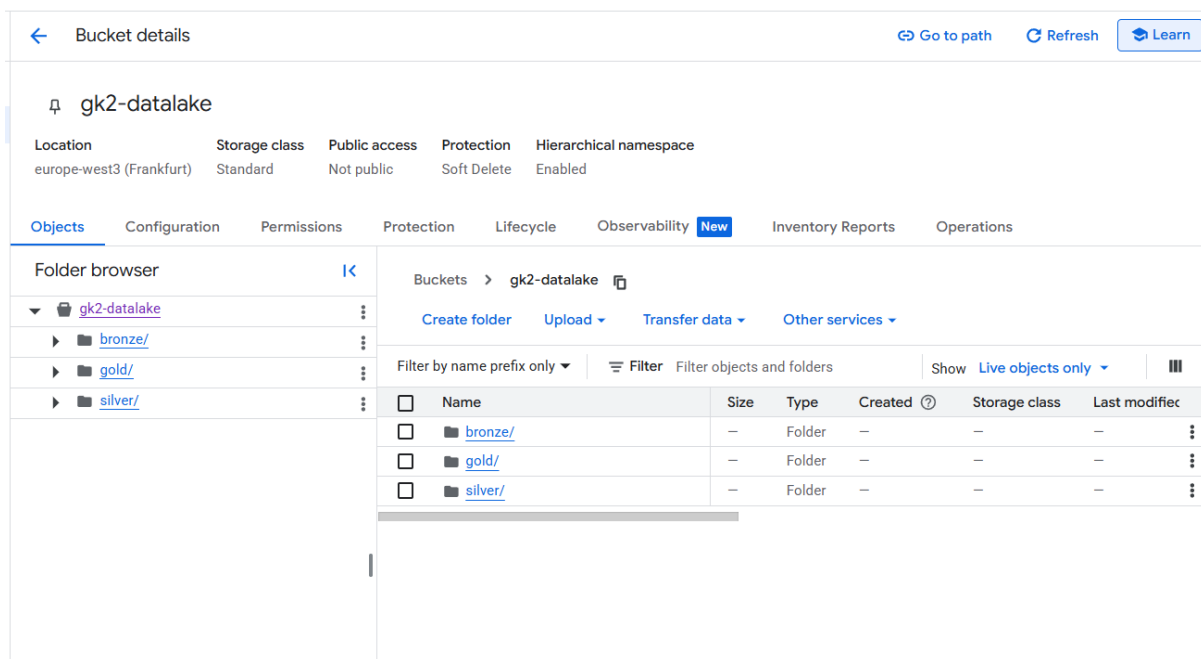 Bucket details Go to path Refresh Learn
gk2-datalake
Location Storage class Public access Protection Hierarchical namespace
europe-west3 (Frankfurt) Standard Not public Soft Delete Enabled
Objects Configuration Permissions Protection Lifecycle Observability New Inventory Reports Operations
Folder browser
gk2-datalake
bronze/
gold/
silver/
Buckets > gk2-datalake
Create folder Upload Transfer data Other services
Filter by name prefix only Filter Filter objects and folders Show Live objects only
Name Size Type Created Storage class Last modified
bronze/ — Folder — — —
gold/ — Folder — — —
silver/ — Folder — — —